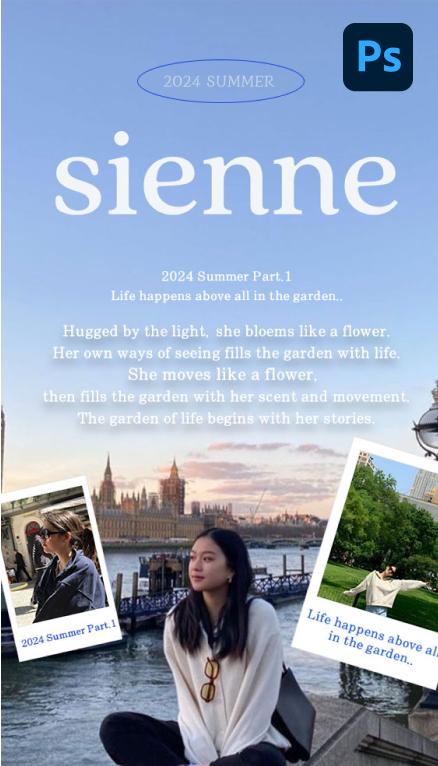 Ps
2024 SUMMER
sienne
2024 Summer Part.1
Life happens above all in the garden..
Hugged by the light, she bloems like a flower.
Her own ways of seeing fills the garden with life.
She moves like a flower,
then fills the garden with her scent and movement.
The garden of life begins with her stories.
2024 Summer Part.1
Life happens above all
in the garden..